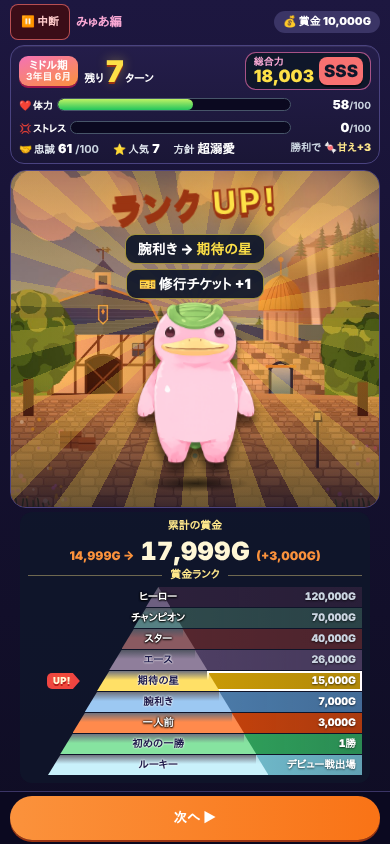 中断
みゅあ編
賞金 10,000G
ミドル期
3年目 6月
残り7ターン
総合力
18,003
SSS
体力
58/100
ストレス
0/100
忠誠 61 /100
人気 7
方針 超溺愛
勝利で 甘え+3
ランク UP!
腕利き → 期待の星
修行チケット +1
累計の賞金
14,999G → 17,999G (+3,000G)
賞金ランク
ヒーロー 120,000G
チャンピオン 70,000G
スター 40,000G
エース 26,000G
UP! 期待の星 15,000G
腕利き 7,000G
一人前 3,000G
初めの一勝 1勝
ルーキー デビュー戦出場
次へ ▶